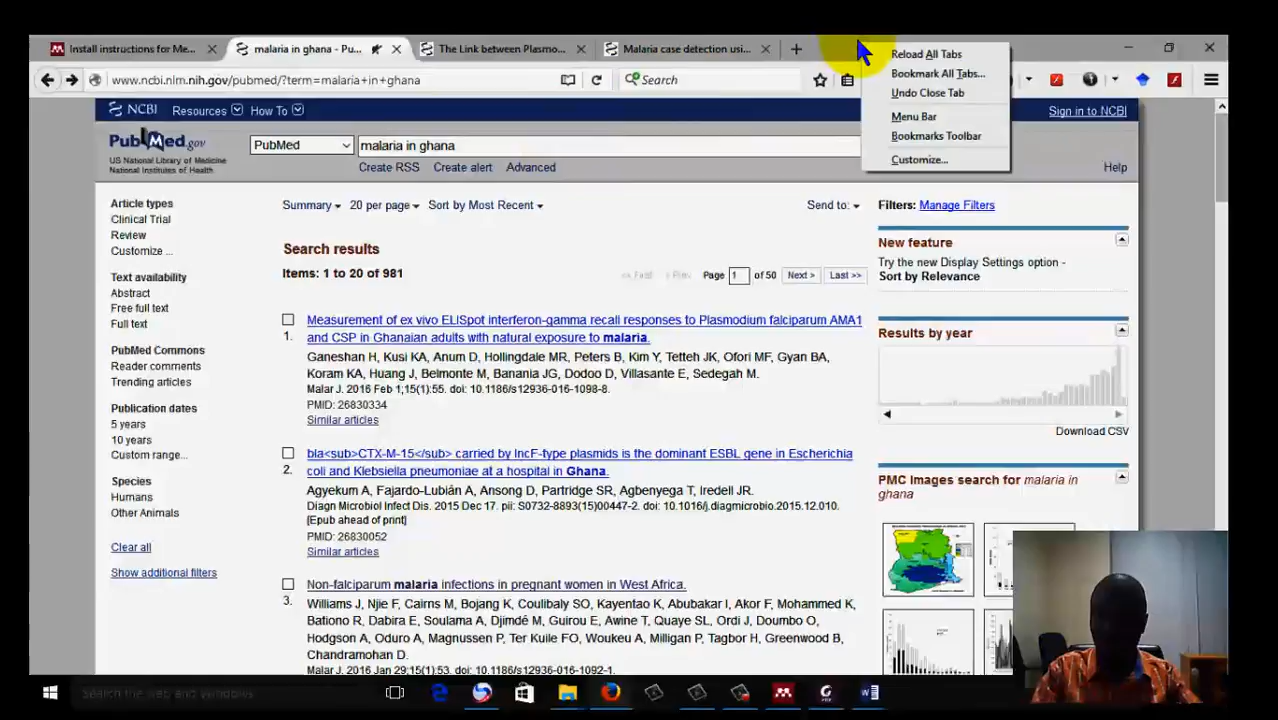 Install instructions for Me...
malaria in ghana - Pu...
The Link between Plasmo...
Malaria case detection usi...
www.ncbi.nlm.nih.gov/pubmed/?term=malaria+in+ghana
Search
Reload All Tabs
Bookmark All Tabs...
Undo Close Tab
Menu Bar
Bookmarks Toolbar
Customize...
NCBI Resources How To
Sign in to NCBI
PubMed.gov
US National Library of Medicine
National Institutes of Health
PubMed
malaria in ghana
Create RSS Create alert Advanced
Help
Article types
Clinical Trial
Review
Customize ...
Text availability
Abstract
Free full text
Full text
PubMed Commons
Reader comments
Trending articles
Publication dates
5 years
10 years
Custom range...
Species
Humans
Other Animals
Clear all
Show additional filters
Summary 20 per page Sort by Most Recent
Send to:
Search results
Items: 1 to 20 of 981
<< First < Prev Page 1 of 50 Next > Last >>
1.
Measurement of ex vivo ELISpot interferon-gamma recall responses to Plasmodium falciparum AMA1
and CSP in Ghanaian adults with natural exposure to malaria.
Ganeshan H, Kusi KA, Anum D, Hollingdale MR, Peters B, Kim Y, Tetteh JK, Ofori MF, Gyan BA,
Koram KA, Huang J, Belmonte M, Banania JG, Dodoo D, Villasante E, Sedegah M.
Malar J. 2016 Feb 1;15(1):55. doi: 10.1186/s12936-016-1098-8.
PMID: 26830334
Similar articles
2.
bla<sub>CTX-M-15</sub> carried by IncF-type plasmids is the dominant ESBL gene in Escherichia
coli and Klebsiella pneumoniae at a hospital in Ghana.
Agyekum A, Fajardo-Lubián A, Ansong D, Partridge SR, Agbenyega T, Iredell JR.
Diagn Microbiol Infect Dis. 2015 Dec 17. pii: S0732-8893(15)00447-2. doi: 10.1016/j.diagmicrobio.2015.12.010.
[Epub ahead of print]
PMID: 26830052
Similar articles
3.
Non-falciparum malaria infections in pregnant women in West Africa.
Williams J, Njie F, Cairns M, Bojang K, Coulibaly SO, Kayentao K, Abubakar I, Akor F, Mohammed K,
Bationo R, Dabira E, Soulama A, Djimdé M, Guirou E, Awine T, Quaye SL, Ordi J, Doumbo O,
Hodgson A, Oduro A, Magnussen P, Ter Kuile FO, Woukeu A, Milligan P, Tagbor H, Greenwood B,
Chandramohan D.
Malar J. 2016 Jan 29;15(1):53. doi: 10.1186/s12936-016-1092-1.
Filters: Manage Filters
New feature
Try the new Display Settings option -
Sort by Relevance
Results by year
Download CSV
PMC Images search for malaria in
ghana
Search the web and Windows